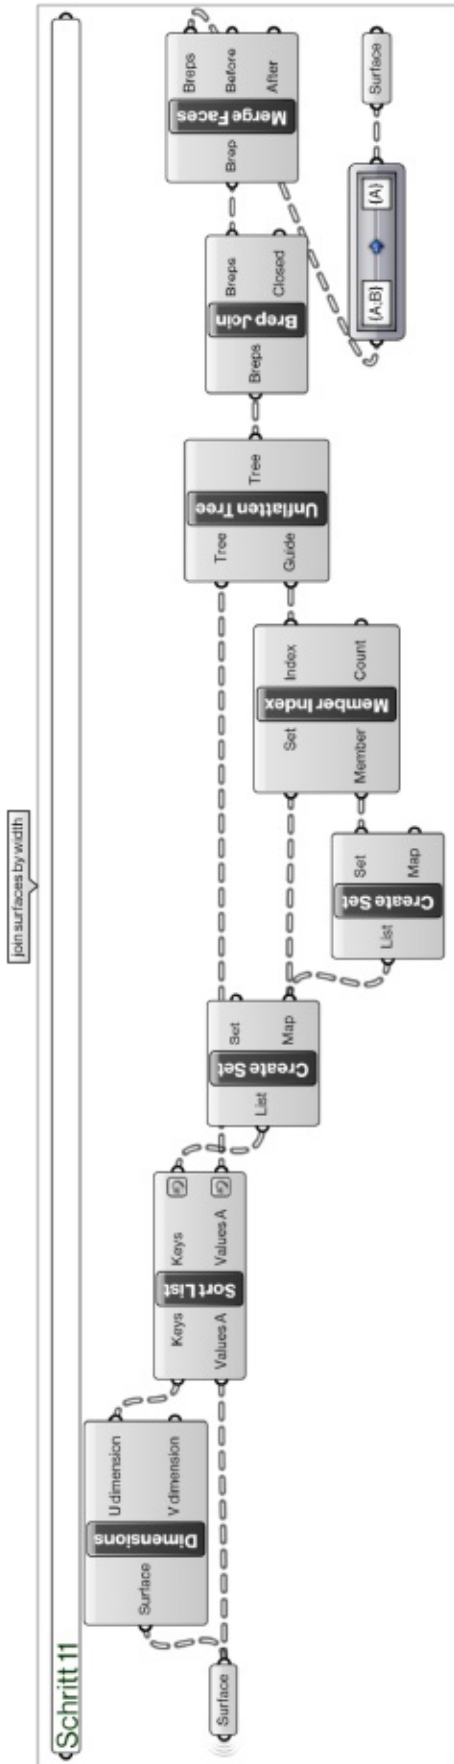 join surfaces by width
Schritt 11
Surface
Surface
Dimensions
U dimension
V dimension
Keys
Values A
Sort List
Keys
Values A
List
Create Set
Set
Map
List
Create Set
Set
Map
Set
Member
Member Index
Index
Count
Tree
Guide
Unflatten Tree
Tree
Breps
Brep Join
Breps
Closed
Brep
Merge Faces
Breps
Before
After
{A;B}
{A}
Surface